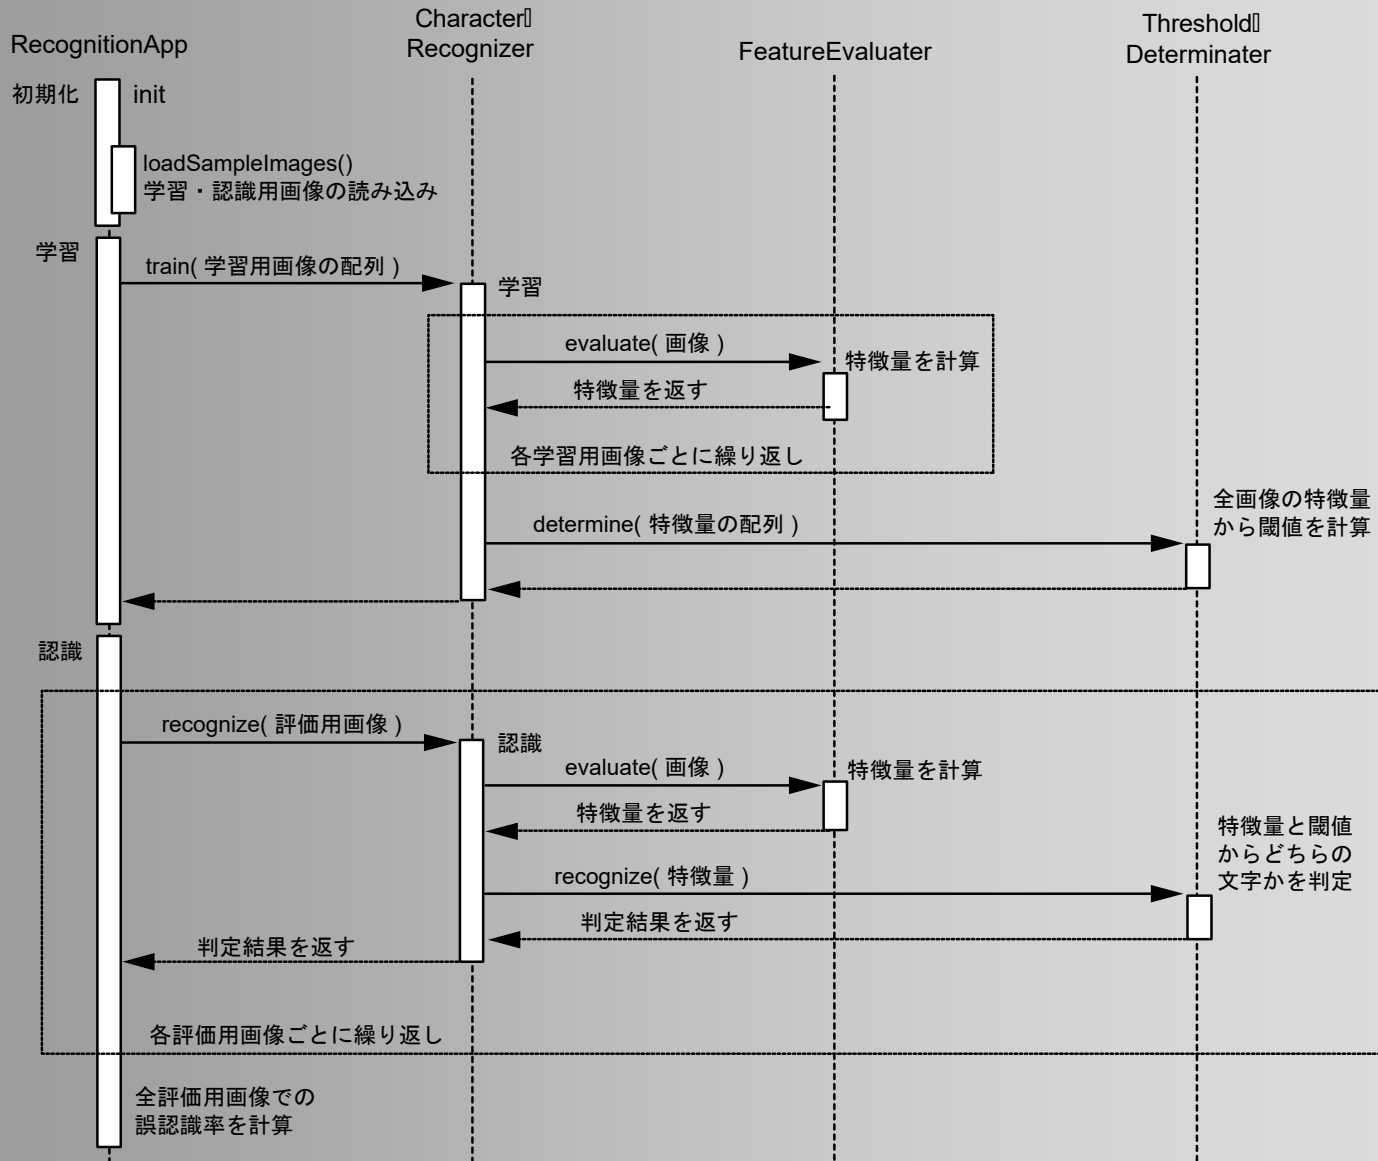 RecognitionApp
Character
Recognizer
FeatureEvaluater
Threshold
Determinater
初期化
init
loadSampleImages()
学習・認識用画像の読み込み
学習
train( 学習用画像の配列 )
学習
evaluate( 画像 )
特徴量を計算
特徴量を返す
各学習用画像ごとに繰り返し
全画像の特徴量
から閾値を計算
determine( 特徴量の配列 )
認識
recognize( 評価用画像 )
認識
evaluate( 画像 )
特徴量を計算
特徴量を返す
特徴量と閾値
からどちらの
文字かを判定
recognize( 特徴量 )
判定結果を返す
判定結果を返す
各評価用画像ごとに繰り返し
全評価用画像での
誤認識率を計算